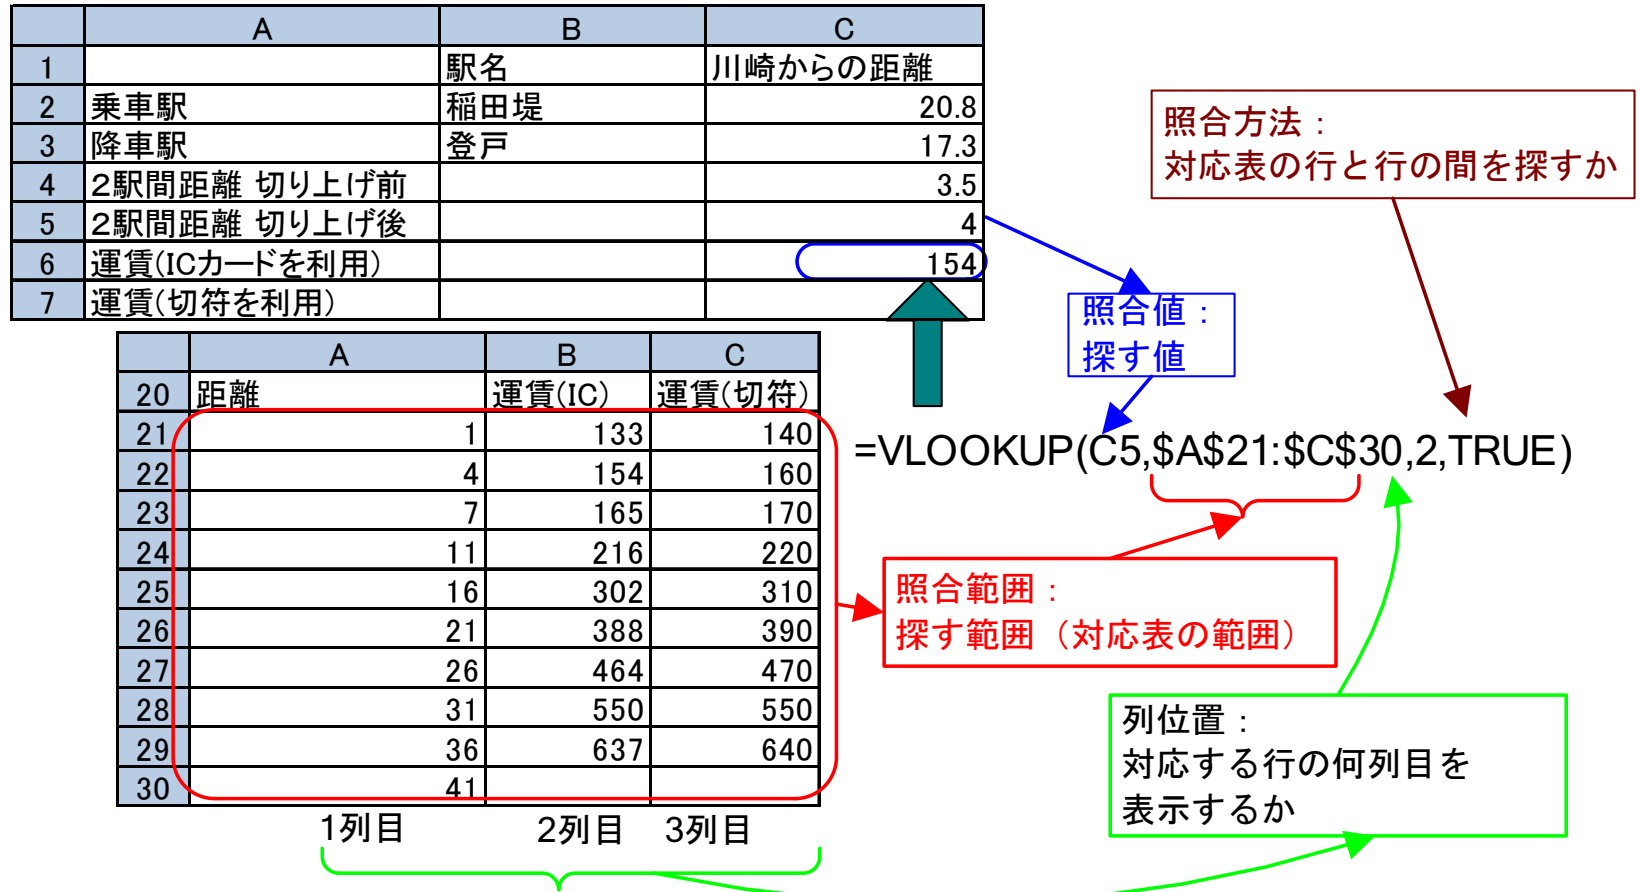 A B C
1 駅名 川崎からの距離
2 乗車駅 稲田堤 20.8
3 降車駅 登戸 17.3
4 2駅間距離 切り上げ前 3.5
5 2駅間距離 切り上げ後 4
6 運賃(ICカードを利用) 154
7 運賃(切符を利用)
照合方法：
対応表の行と行の間を探すか
照合値：
探す値
A B C
20 距離 運賃(IC) 運賃(切符)
21 1 133 140
22 4 154 160
23 7 165 170
24 11 216 220
25 16 302 310
26 21 388 390
27 26 464 470
28 31 550 550
29 36 637 640
30 41
1列目 2列目 3列目
=VLOOKUP(C5,$A$21:$C$30,2,TRUE)
照合範囲：
探す範囲（対応表の範囲）
列位置：
対応する行の何列目を
表示するか